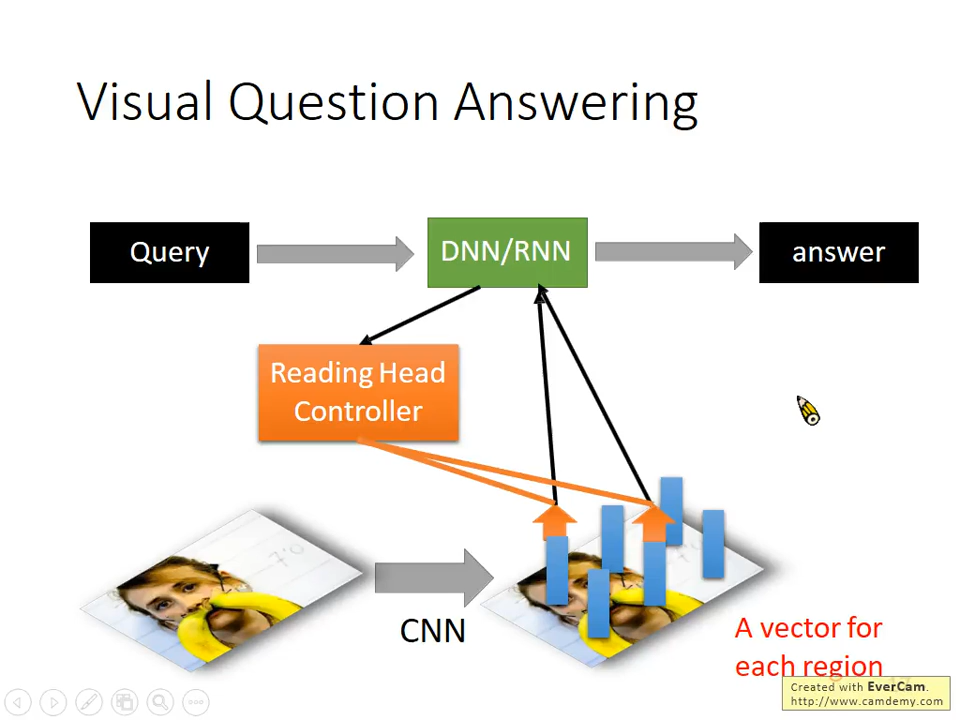 Visual Question Answering
Query
DNN/RNN
answer
Reading Head
Controller
CNN
A vector for
each region
Created with EverCam.
http://www.camdemy.com